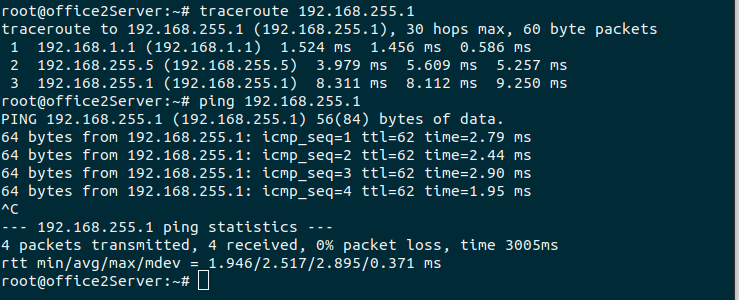 root@office2Server:~# traceroute 192.168.255.1
traceroute to 192.168.255.1 (192.168.255.1), 30 hops max, 60 byte packets
 1  192.168.1.1 (192.168.1.1)  1.524 ms  1.456 ms  0.586 ms
 2  192.168.255.5 (192.168.255.5)  3.979 ms  5.609 ms  5.257 ms
 3  192.168.255.1 (192.168.255.1)  8.311 ms  8.112 ms  9.250 ms
root@office2Server:~# ping 192.168.255.1
PING 192.168.255.1 (192.168.255.1) 56(84) bytes of data.
64 bytes from 192.168.255.1: icmp_seq=1 ttl=62 time=2.79 ms
64 bytes from 192.168.255.1: icmp_seq=2 ttl=62 time=2.44 ms
64 bytes from 192.168.255.1: icmp_seq=3 ttl=62 time=2.90 ms
64 bytes from 192.168.255.1: icmp_seq=4 ttl=62 time=1.95 ms
^C
--- 192.168.255.1 ping statistics ---
4 packets transmitted, 4 received, 0% packet loss, time 3005ms
rtt min/avg/max/mdev = 1.946/2.517/2.895/0.371 ms
root@office2Server:~#